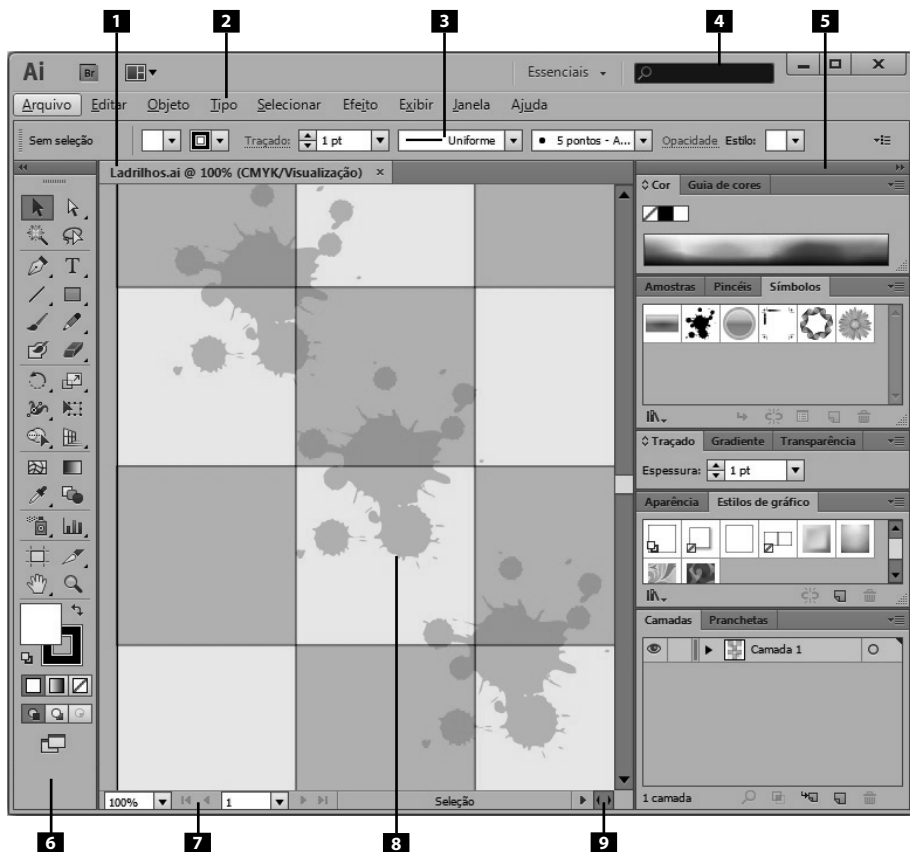 1 2 3 4 5
Ai Br Essenciais
Arquivo Editar Objeto Tipo Selecionar Efeito Exibir Janela Ajuda
Sem seleção Traçado: 1 pt Uniforme 5 pontos - A... Opacidade Estilo:
Ladrilhos.ai @ 100% (CMYK/Visualização) ×
T
Cor Guia de cores
Amostras Pincéis Símbolos
Traçado Gradiente Transparência
Espessura: 1 pt
Aparência Estilos de gráfico
Camadas Pranchetas
Camada 1
1 camada
100% 1 Seleção
6 7 8 9